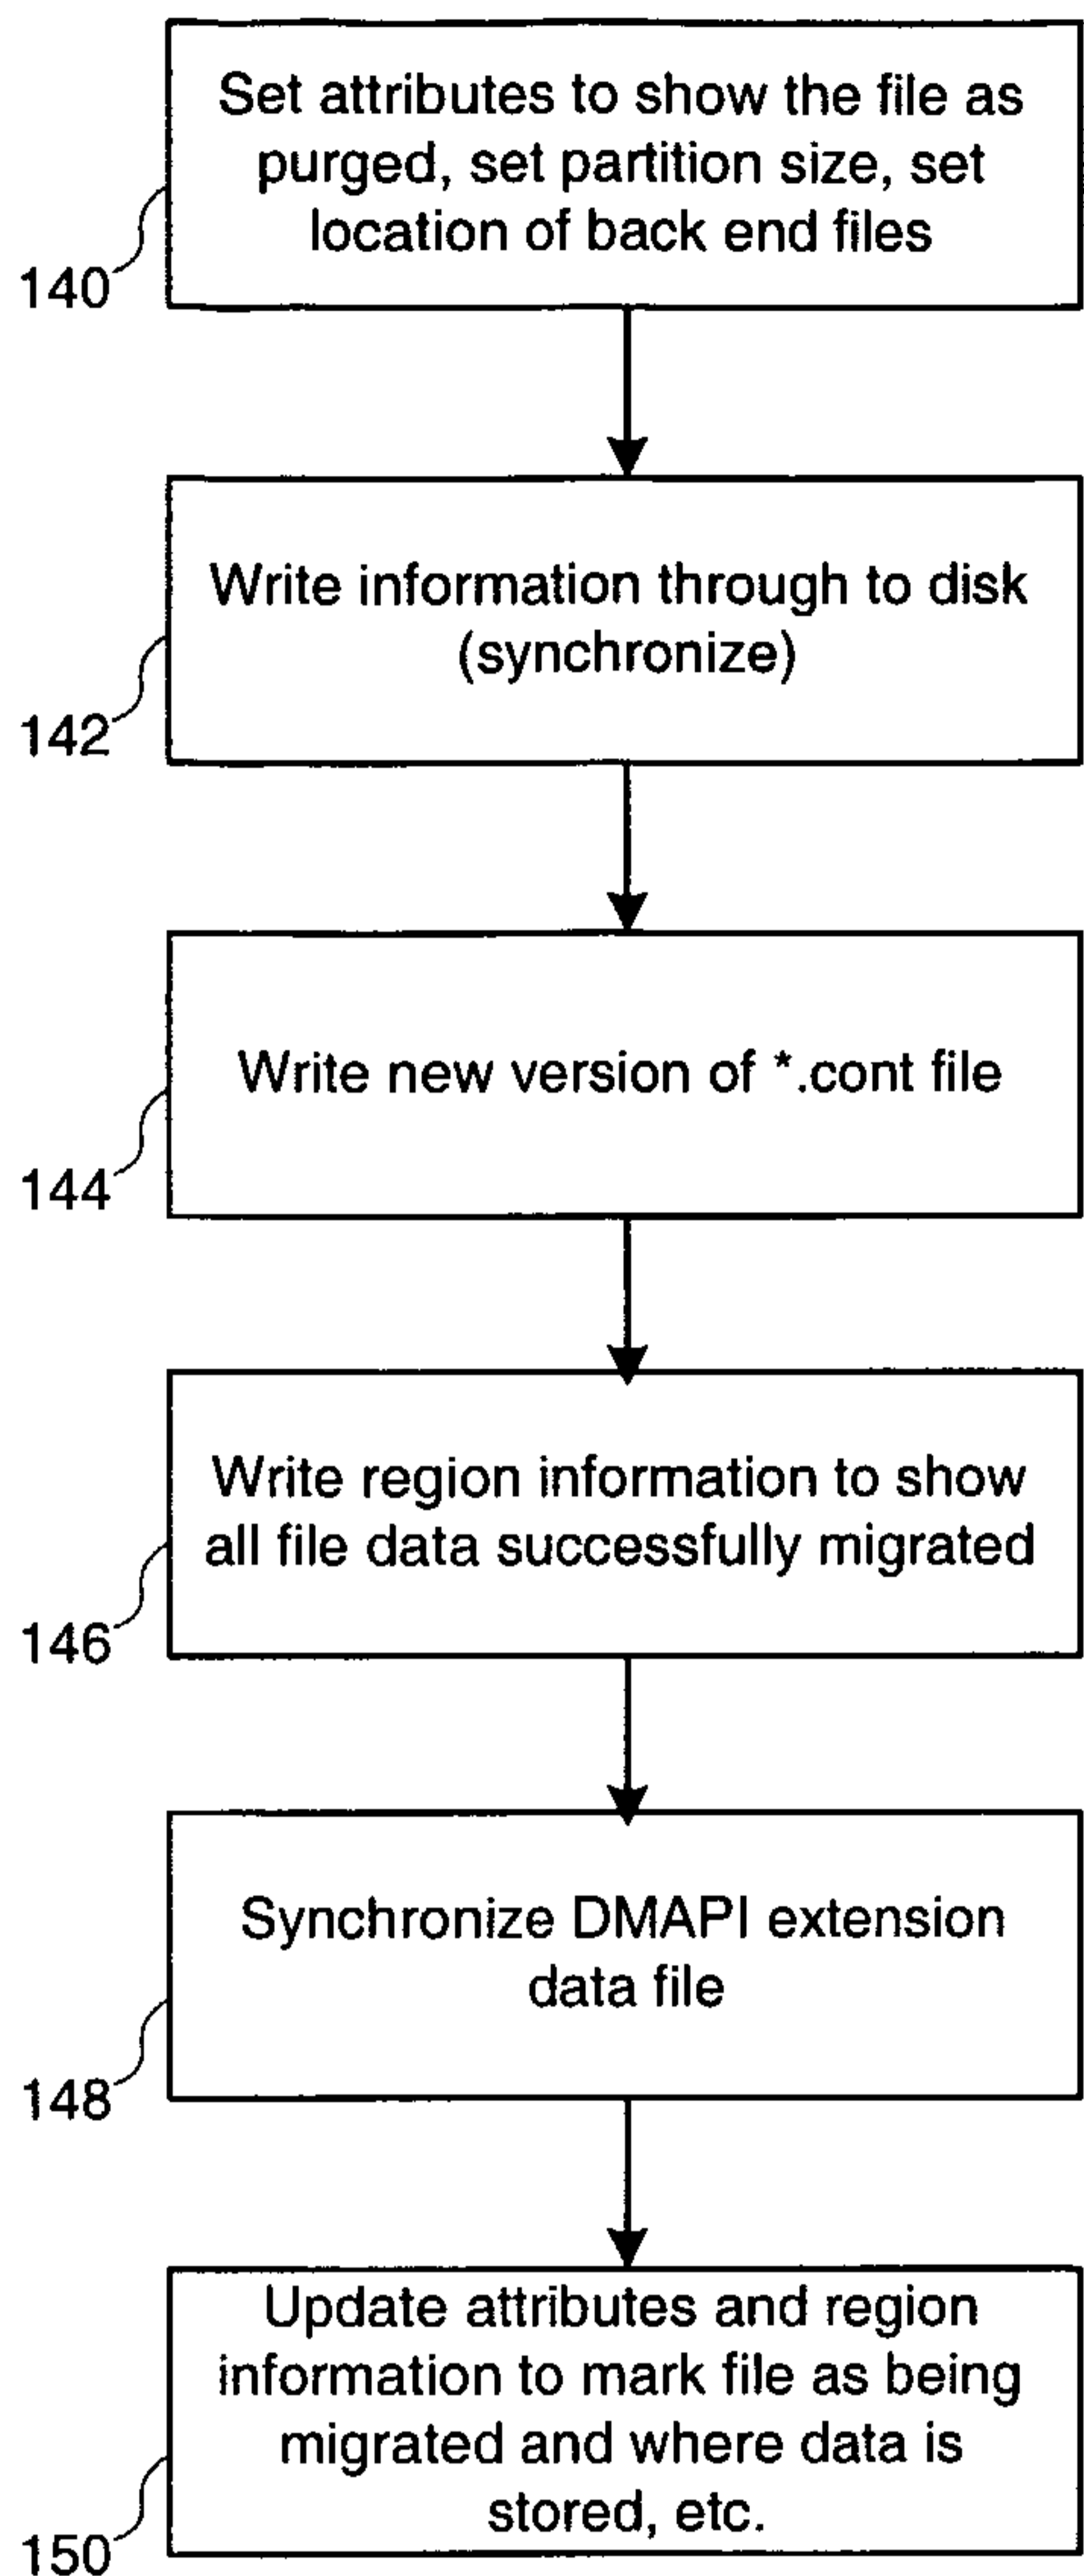 Set attributes to show the file as
purged, set partition size, set
location of back end files
140
Write information through to disk
(synchronize)
142
Write new version of *.cont file
144
Write region information to show
all file data successfully migrated
146
Synchronize DMAPI extension
data file
148
Update attributes and region
information to mark file as being
migrated and where data is
stored, etc.
150